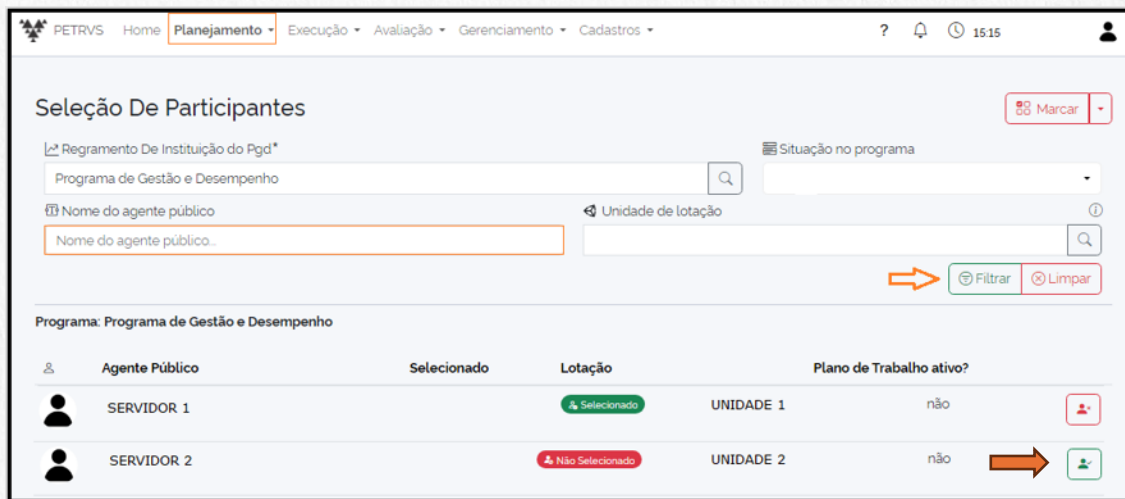 PETRVS Home Planejamento Execução Avaliação Gerenciamento Cadastros ? 15:15
Seleção De Participantes Marcar
Regramento De Instituição do Pgd* Situação no programa
Programa de Gestão e Desempenho
Nome do agente público Unidade de lotação
Nome do agente público...
Filtrar Limpar
Programa: Programa de Gestão e Desempenho
Agente Público Selecionado Lotação Plano de Trabalho ativo?
SERVIDOR 1 Selecionado UNIDADE 1 não
SERVIDOR 2 Não Selecionado UNIDADE 2 não